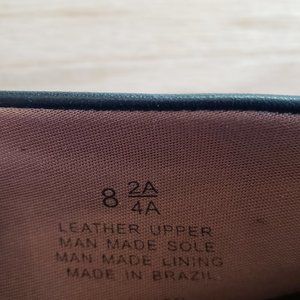 8 2A/4A
LEATHER UPPER
MAN MADE SOLE
MAN MADE LINING
MADE IN BRAZIL